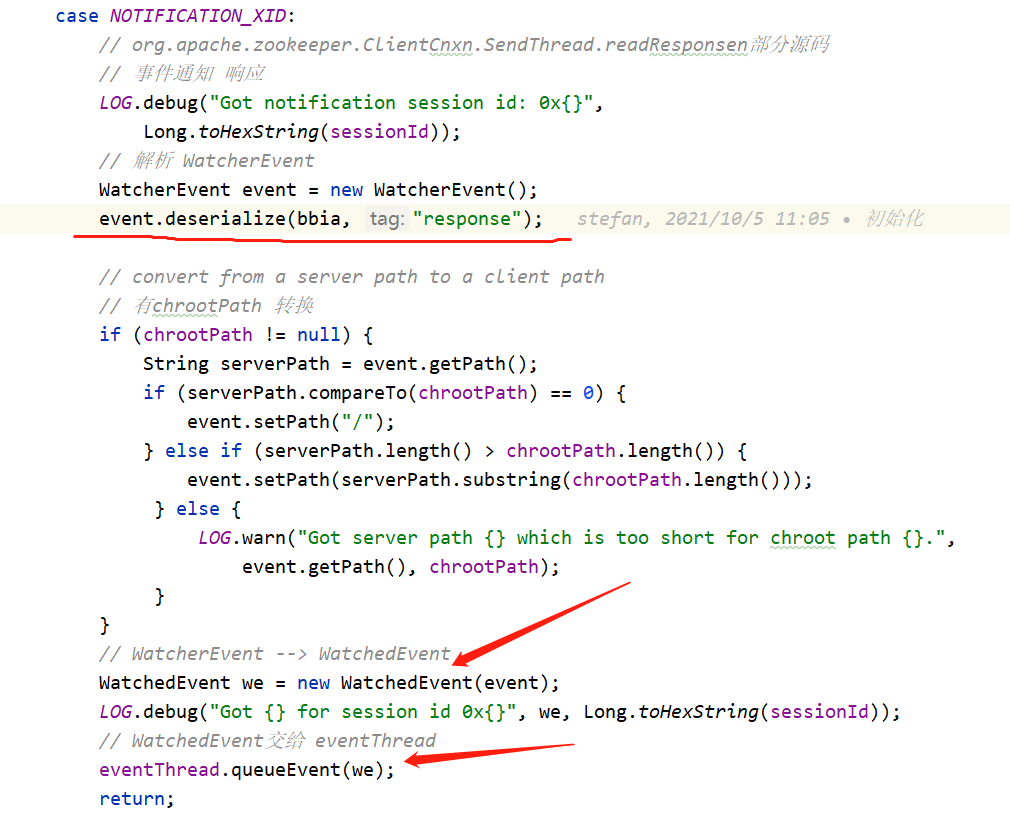 case NOTIFICATION_XID:
// org.apache.zookeeper.ClientCnxn.SendThread.readResponsen部分源码
// 事件通知 响应
LOG.debug("Got notification session id: 0x{}",
Long.toHexString(sessionId));
// 解析 WatcherEvent
WatcherEvent event = new WatcherEvent();
event.deserialize(bbia, tag: "response"); stefan, 2021/10/5 11:05 • 初始化
// convert from a server path to a client path
// 有chrootPath 转换
if (chrootPath != null) {
String serverPath = event.getPath();
if (serverPath.compareTo(chrootPath) == 0) {
event.setPath("/");
} else if (serverPath.length() > chrootPath.length()) {
event.setPath(serverPath.substring(chrootPath.length()));
} else {
LOG.warn("Got server path {} which is too short for chroot path {}.",
event.getPath(), chrootPath);
}
}
// WatcherEvent --> WatchedEvent
WatchedEvent we = new WatchedEvent(event);
LOG.debug("Got {} for session id 0x{}", we, Long.toHexString(sessionId));
// WatchedEvent交给 eventThread
eventThread.queueEvent(we);
return;